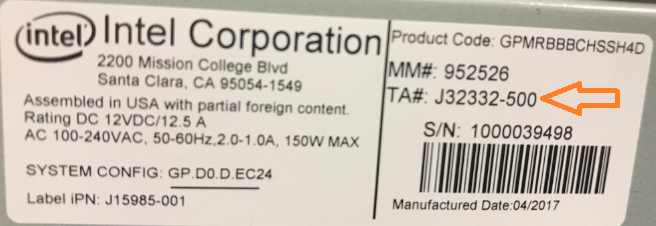 intel Intel Corporation
2200 Mission College Blvd
Santa Clara, CA 95054-1549
Assembled in USA with partial foreign content.
Rating DC 12VDC/12.5 A
AC 100-240VAC, 50-60Hz,2.0-1.0A, 150W MAX
SYSTEM CONFIG: GP.D0.D.EC24
Label iPN: J15985-001
Product Code: GPMRBBBCHSSH4D
MM#: 952526
TA#: J32332-500
S/N: 1000039498
Manufactured Date:04/2017